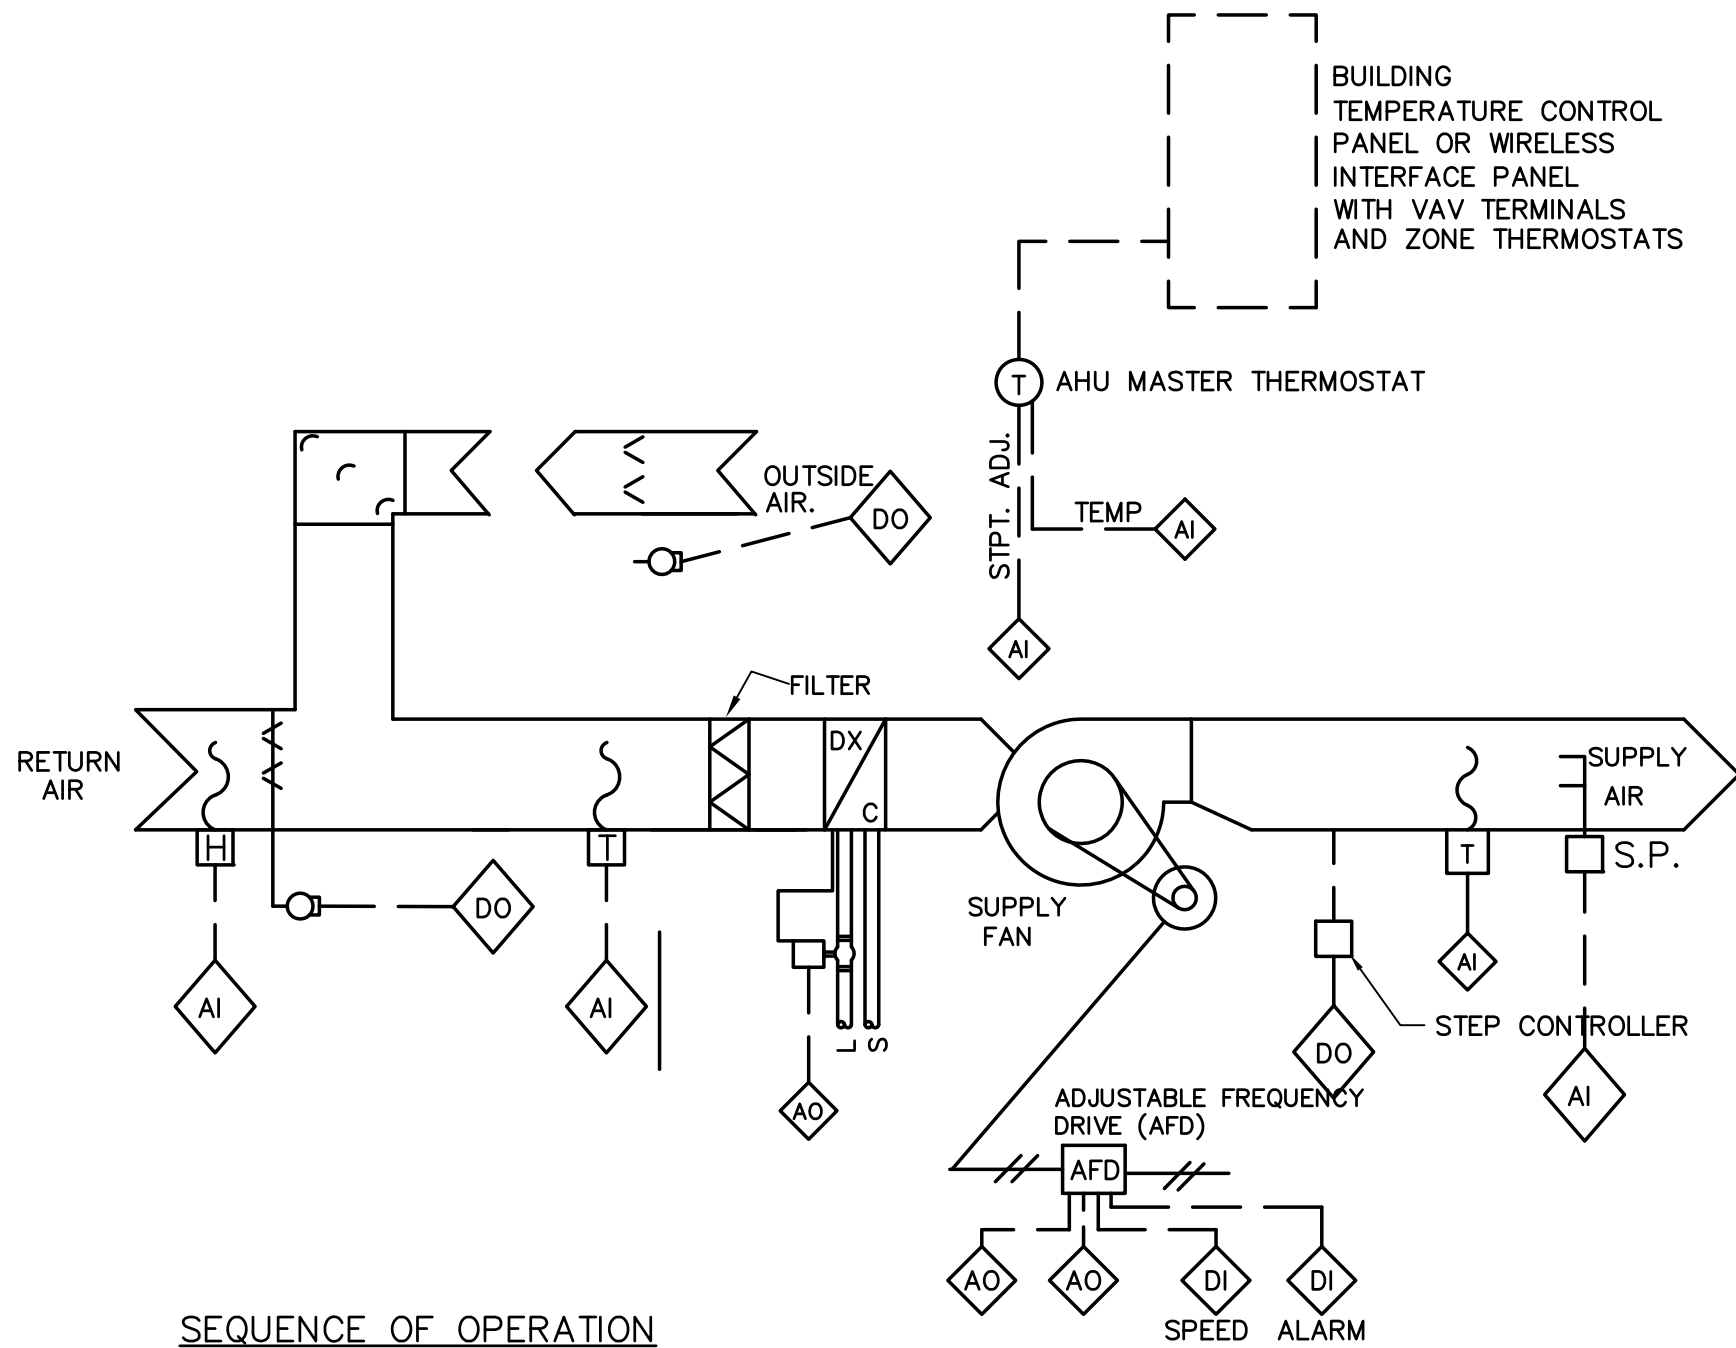 BUILDING
TEMPERATURE CONTROL
PANEL OR WIRELESS
INTERFACE PANEL
WITH VAV TERMINALS
AND ZONE THERMOSTATS
T
AHU MASTER THERMOSTAT
STPT. ADJ.
TEMP
AI
AI
OUTSIDE
AIR.
DO
FILTER
RETURN
AIR
DX
C
SUPPLY
AIR
H
T
T
S.P.
DO
SUPPLY
FAN
AI
AI
AI
L
S
STEP CONTROLLER
DO
AI
AO
ADJUSTABLE FREQUENCY
DRIVE (AFD)
AFD
AO
AO
DI
DI
SPEED
ALARM
SEQUENCE OF OPERATION